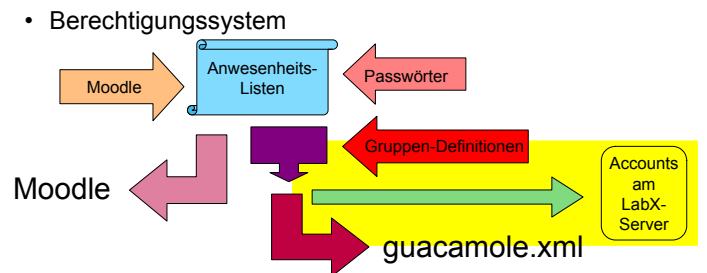 • Berechtigungssystem
Moodle
Anwesenheits-
Listen
Passwörter
Gruppen-Definitionen
Moodle
Accounts
am
LabX-
Server
guacamole.xml